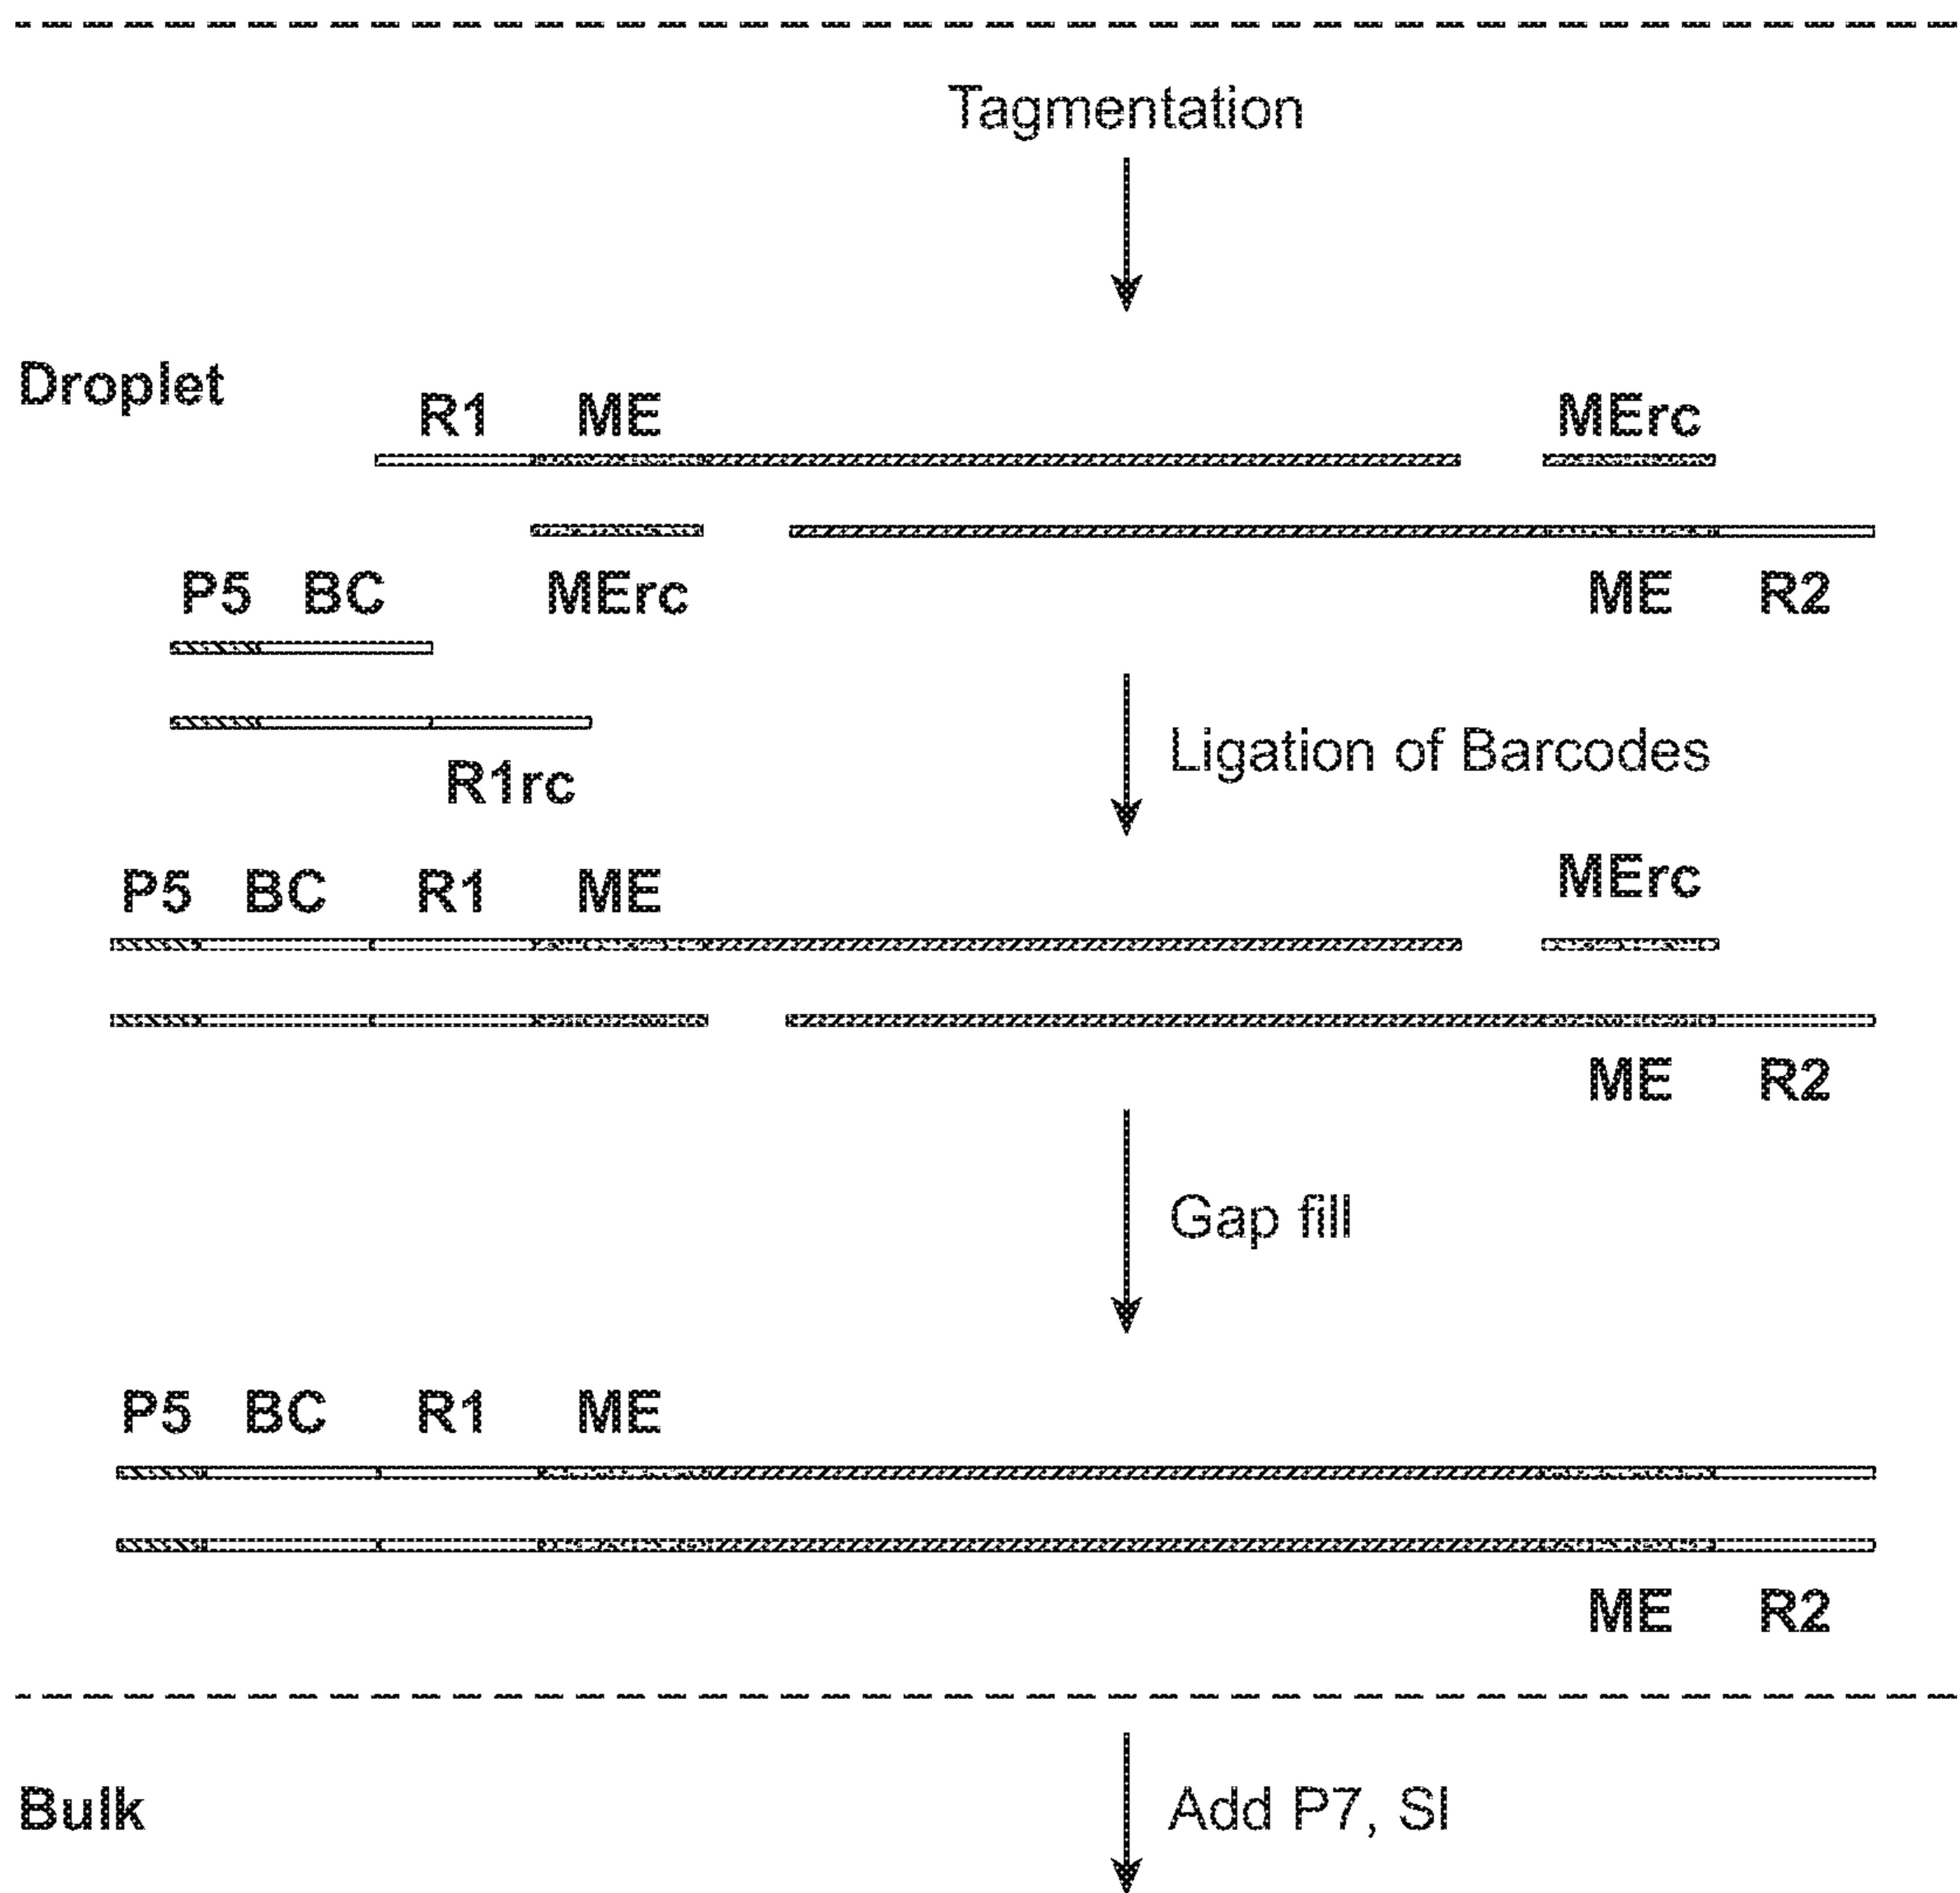 Tagmentation
Droplet
R1 ME MErc
P5 BC MErc ME R2
R1rc
Ligation of Barcodes
P5 BC R1 ME MErc
ME R2
Gap fill
P5 BC R1 ME
ME R2
Bulk
Add P7, SI